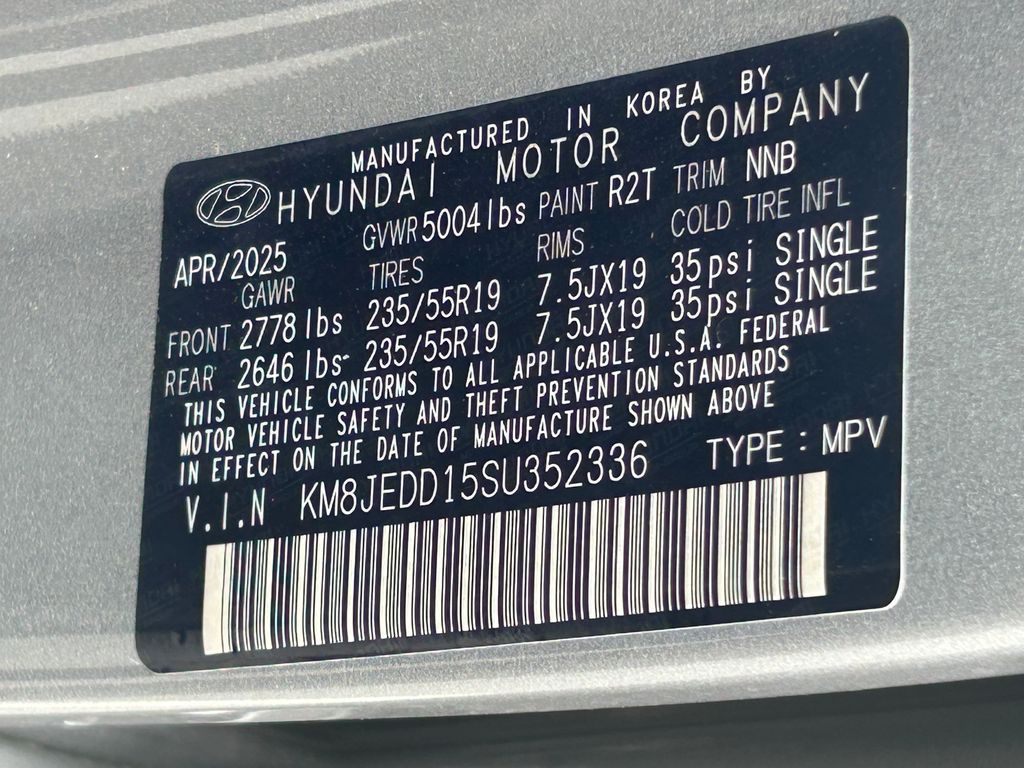 MANUFACTURED IN KOREA BY
HYUNDAI MOTOR COMPANY
APR/2025 GVWR 5004 lbs PAINT R2T TRIM NNB
GAWR TIRES RIMS COLD TIRE INFL
FRONT 2778 lbs 235/55R19 7.5JX19 35psi SINGLE
REAR 2646 lbs 235/55R19 7.5JX19 35psi SINGLE
THIS VEHICLE CONFORMS TO ALL APPLICABLE U.S.A. FEDERAL
MOTOR VEHICLE SAFETY AND THEFT PREVENTION STANDARDS
IN EFFECT ON THE DATE OF MANUFACTURE SHOWN ABOVE
V.I.N KM8JEDD15SU352336 TYPE : MPV